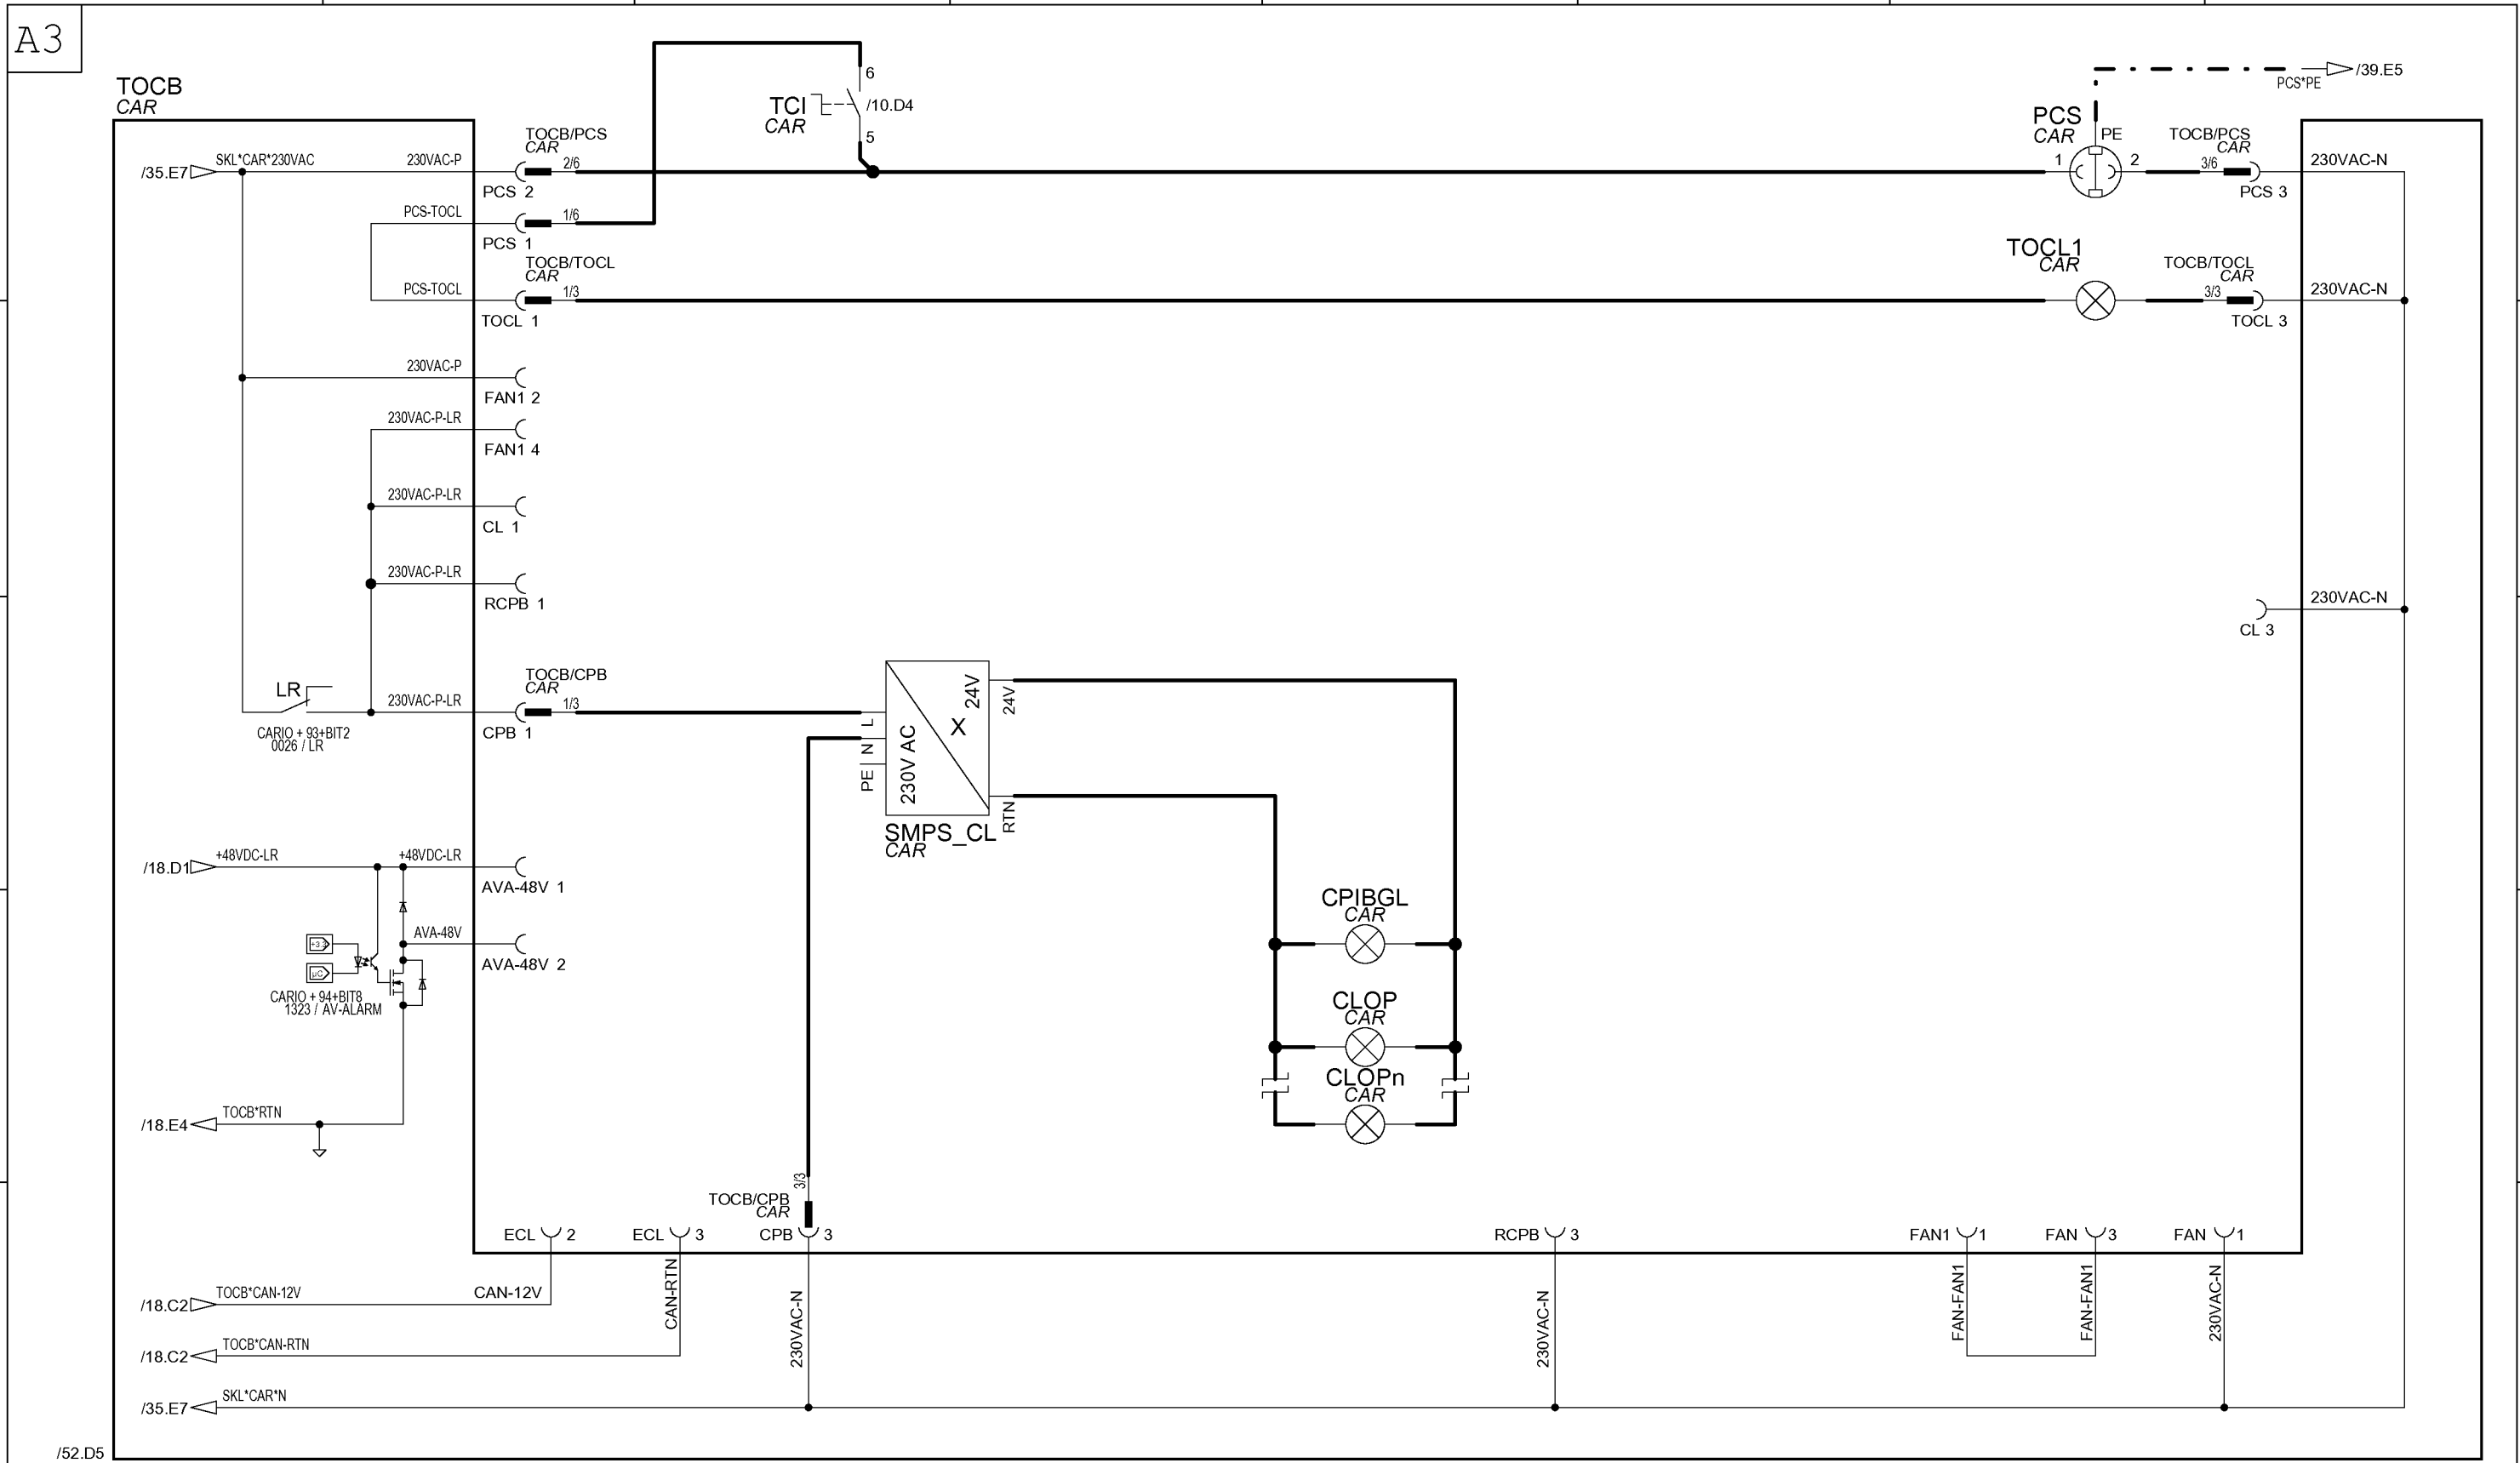 A3
TOCB
CAR
/35.E7
SKL*CAR*230VAC
230VAC-P
TOCB/PCS
CAR
2/6
PCS 2
PCS-TOCL
1/6
PCS 1
TOCB/TOCL
CAR
PCS-TOCL
1/3
TOCL 1
6
TCI
CAR
/10.D4
5
PCS*PE
/39.E5
PCS
CAR
PE
1
2
TOCB/PCS
CAR
3/6
PCS 3
230VAC-N
TOCL1
CAR
TOCB/TOCL
CAR
3/3
TOCL 3
230VAC-N
230VAC-P
FAN1 2
230VAC-P-LR
FAN1 4
230VAC-P-LR
CL 1
230VAC-P-LR
RCPB 1
CL 3
230VAC-N
LR
CARIO + 93+BIT2
0026 / LR
230VAC-P-LR
TOCB/CPB
CAR
1/3
CPB 1
L
N
PE
230V AC
X
24V
24V
RTN
SMPS_CL
CAR
/18.D1
+48VDC-LR
+48VDC-LR
AVA-48V 1
AVA-48V
AVA-48V 2
µC
CARIO + 94+BIT8
1323 / AV-ALARM
CPIBGL
CAR
CLOP
CAR
CLOPn
CAR
/18.E4
TOCB*RTN
3/3
TOCB/CPB
CAR
ECL 2
ECL 3
CPB 3
RCPB 3
FAN1 1
FAN 3
FAN 1
/18.C2
TOCB*CAN-12V
CAN-12V
CAN-RTN
230VAC-N
230VAC-N
FAN-FAN1
FAN-FAN1
230VAC-N
/18.C2
TOCB*CAN-RTN
/35.E7
SKL*CAR*N
/52.D5